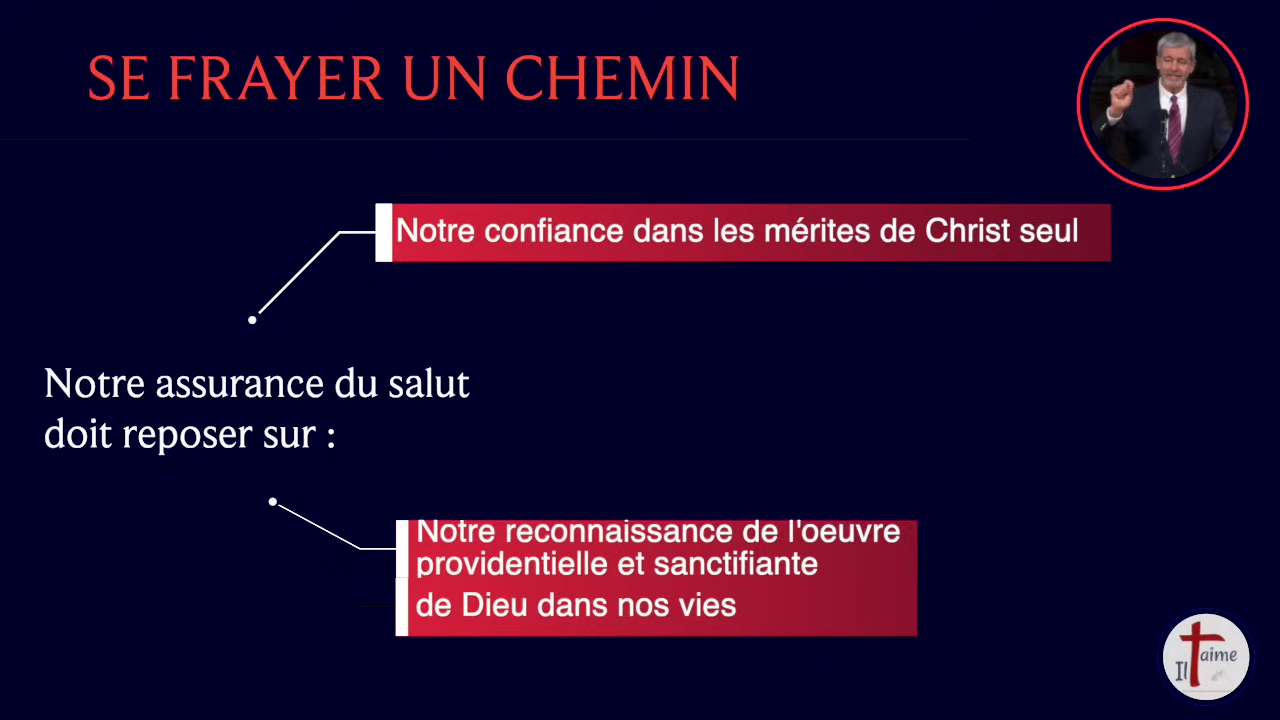 SE FRAYER UN CHEMIN
Notre confiance dans les mérites de Christ seul
Notre assurance du salut
doit reposer sur :
Notre reconnaissance de l'oeuvre
providentielle et sanctifiante
de Dieu dans nos vies
Il t aime